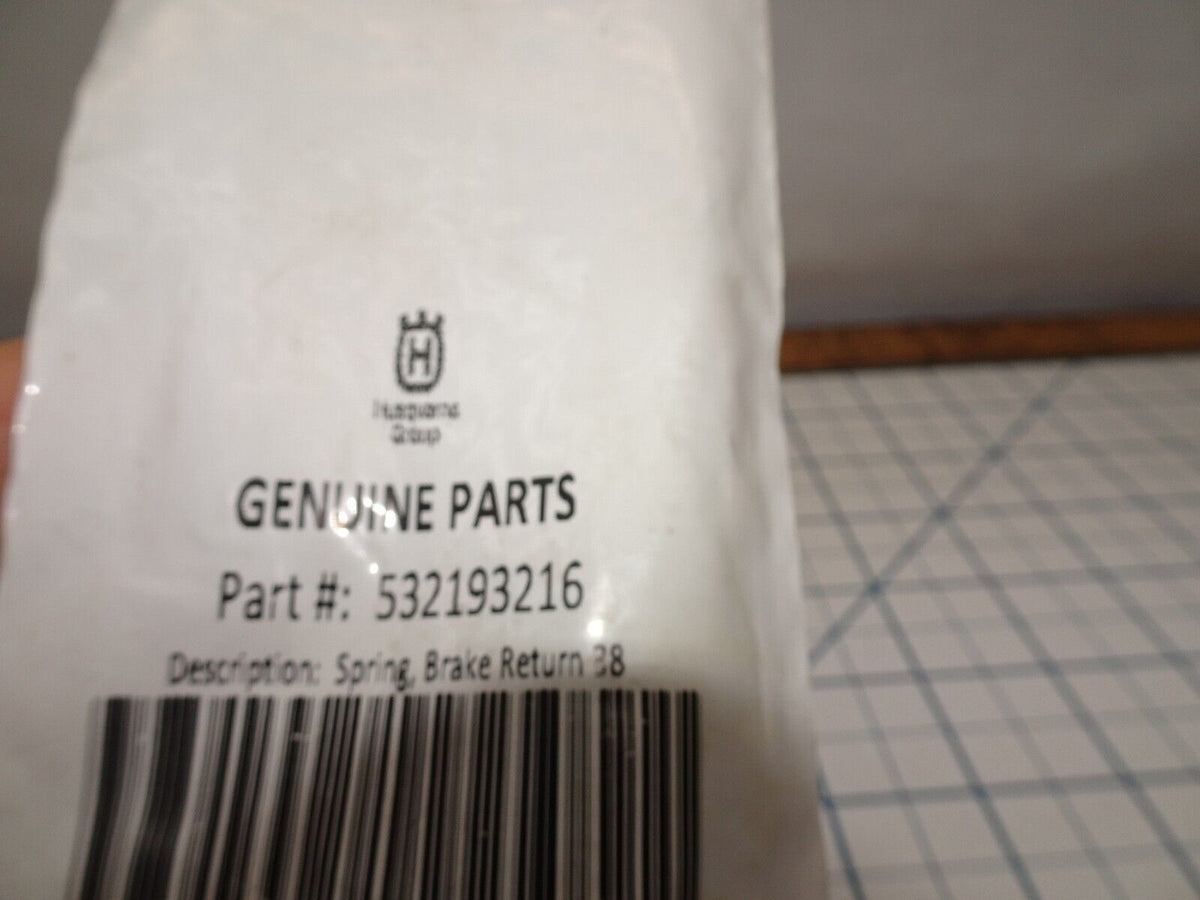 H
Husqvarna
Group
GENUINE PARTS
Part #: 532193216
Description: Spring, Brake Return 38